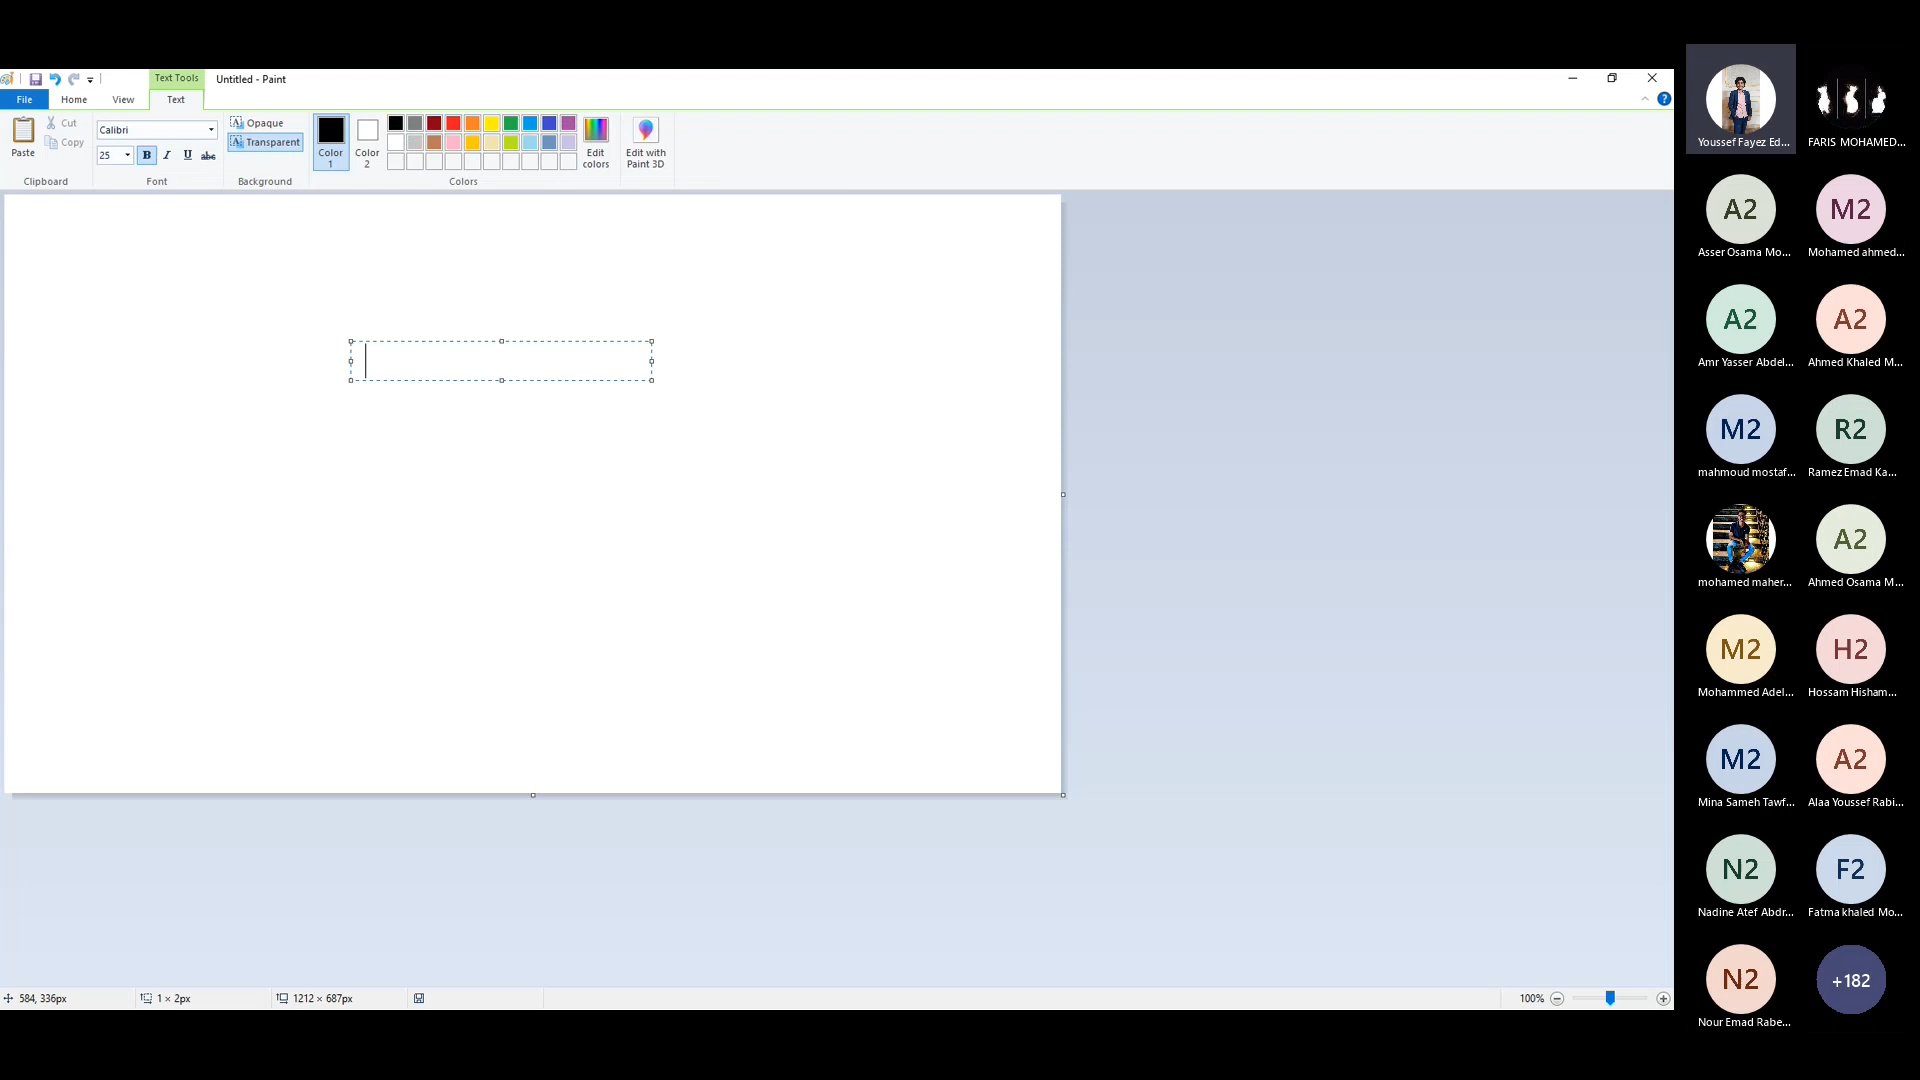 Text Tools
Untitled - Paint
File
Home
View
Text
Paste
Cut
Copy
Clipboard
Calibri
25
B
I
U
abc
Font
Opaque
Transparent
Background
Color
1
Color
2
Edit
colors
Colors
Edit with
Paint 3D
584, 336px
1 × 2px
1212 × 687px
100%
Youssef Fayez Ed...
FARIS MOHAMED...
A2
Asser Osama Mo...
M2
Mohamed ahmed...
A2
Amr Yasser Abdel...
A2
Ahmed Khaled M...
M2
mahmoud mostaf...
R2
Ramez Emad Ka...
mohamed maher...
A2
Ahmed Osama M...
M2
Mohammed Adel...
H2
Hossam Hisham...
M2
Mina Sameh Tawf...
A2
Alaa Youssef Rabi...
N2
Nadine Atef Abdr...
F2
Fatma khaled Mo...
N2
Nour Emad Rabe...
+182